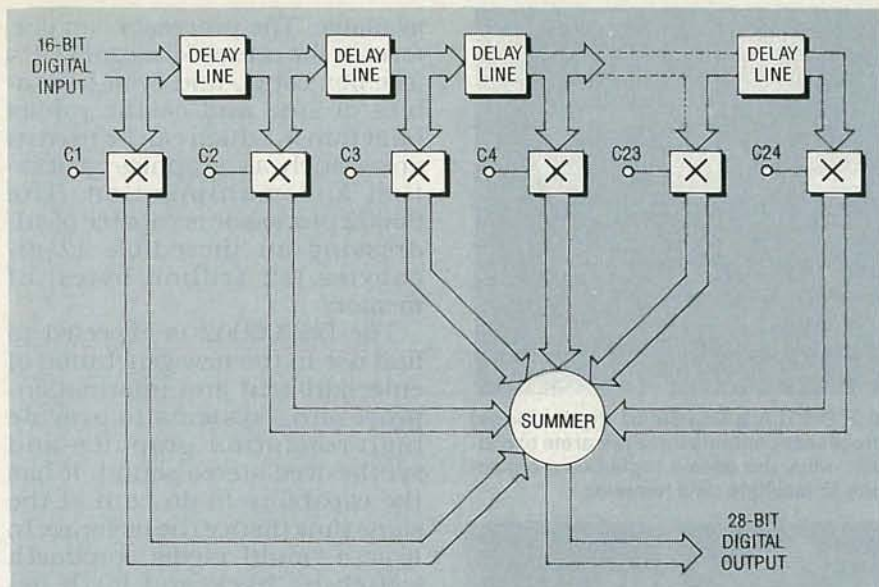 16-BIT
DIGITAL
INPUT
DELAY
LINE
DELAY
LINE
DELAY
LINE
DELAY
LINE
C1
X
C2
X
C3
X
C4
X
C23
X
C24
X
SUMMER
28-BIT
DIGITAL
OUTPUT